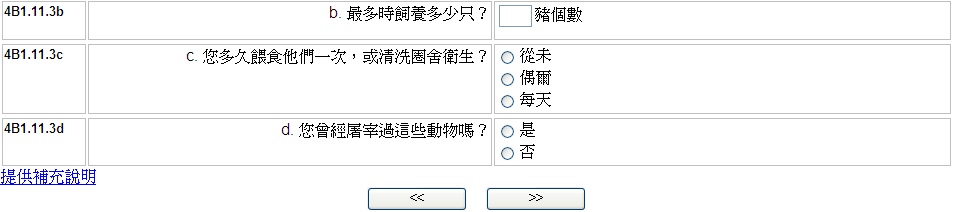 4B1.11.3b b. 最多時飼養多少只？ 豬個數
4B1.11.3c c. 您多久餵食他們一次，或清洗圈舍衛生？ 從未
偶爾
每天
4B1.11.3d d. 您曾經屠宰過這些動物嗎？ 是
否
提供補充說明
<< >>